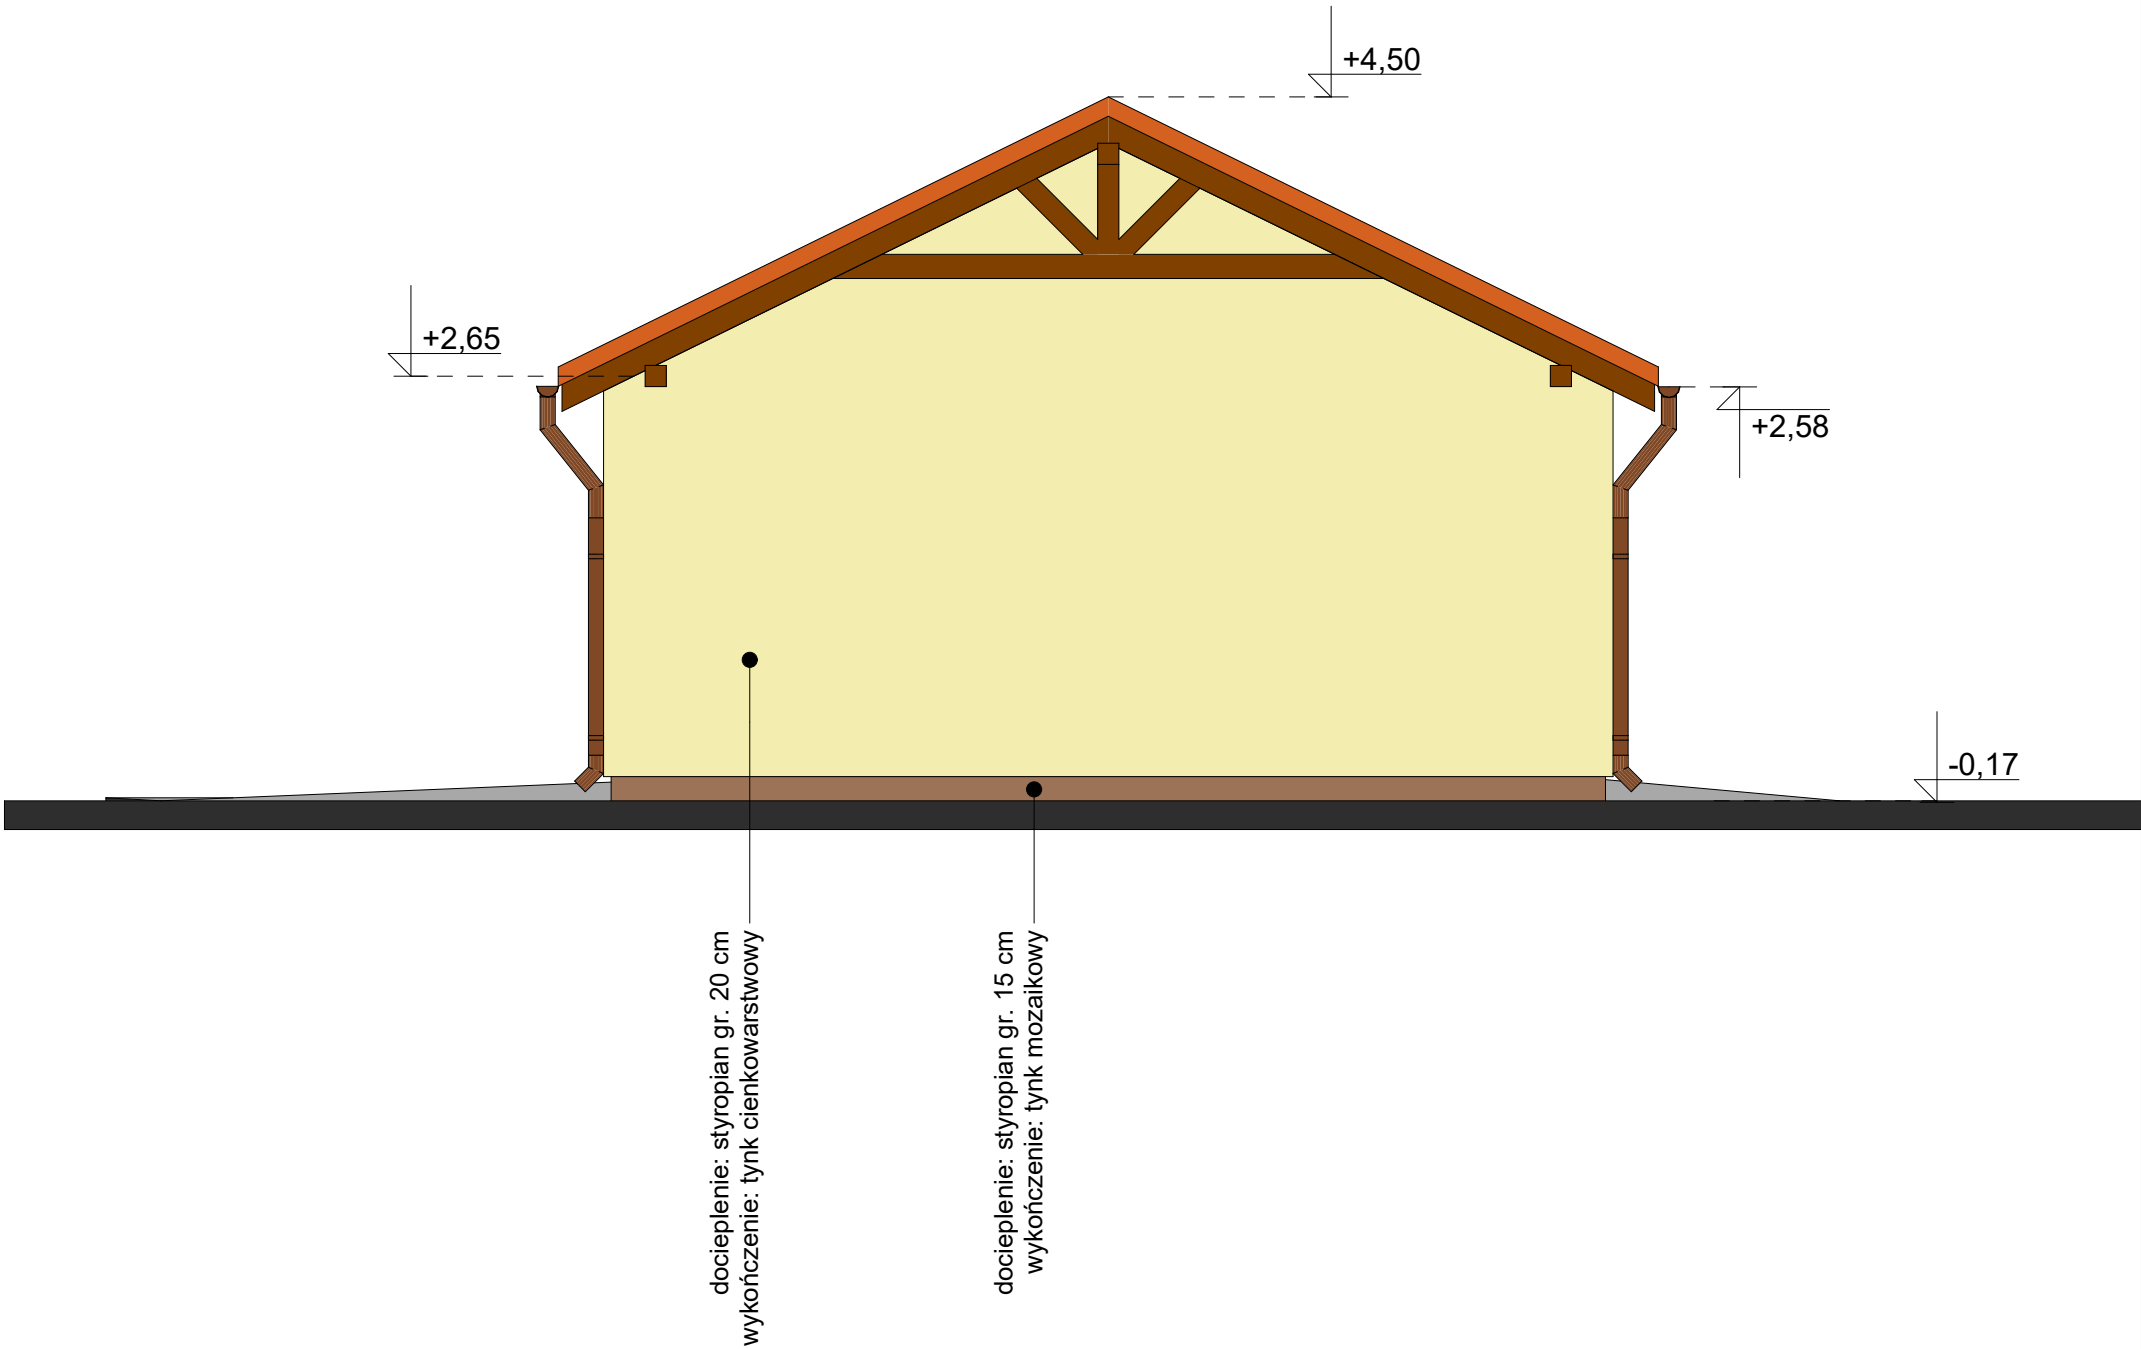 +4,50
+2,65
+2,58
-0,17
docieplenie: styropian gr. 20 cm
wykończenie: tynk cienkowarstwowy
docieplenie: styropian gr. 15 cm
wykończenie: tynk mozaikowy